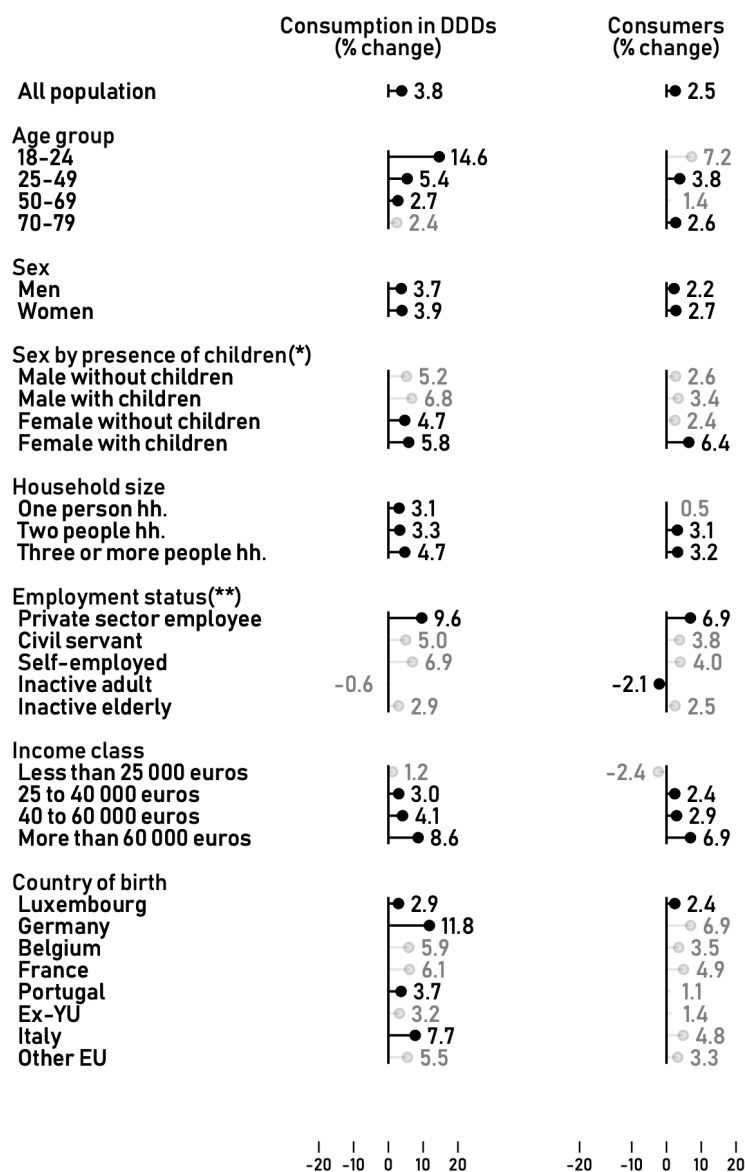 Consumption in DDDs Consumers
(% change) (% change)
All population 3.8 2.5
Age group
18-24 14.6 7.2
25-49 5.4 3.8
50-69 2.7 1.4
70-79 2.4 2.6
Sex
Men 3.7 2.2
Women 3.9 2.7
Sex by presence of children(*)
Male without children 5.2 2.6
Male with children 6.8 3.4
Female without children 4.7 2.4
Female with children 5.8 6.4
Household size
One person hh. 3.1 0.5
Two people hh. 3.3 3.1
Three or more people hh. 4.7 3.2
Employment status(**)
Private sector employee 9.6 6.9
Civil servant 5.0 3.8
Self-employed 6.9 4.0
Inactive adult -0.6 -2.1
Inactive elderly 2.9 2.5
Income class
Less than 25 000 euros 1.2 -2.4
25 to 40 000 euros 3.0 2.4
40 to 60 000 euros 4.1 2.9
More than 60 000 euros 8.6 6.9
Country of birth
Luxembourg 2.9 2.4
Germany 11.8 6.9
Belgium 5.9 3.5
France 6.1 4.9
Portugal 3.7 1.1
Ex-YU 3.2 1.4
Italy 7.7 4.8
Other EU 5.5 3.3
-20 -10 0 10 20 -20 -10 0 10 20